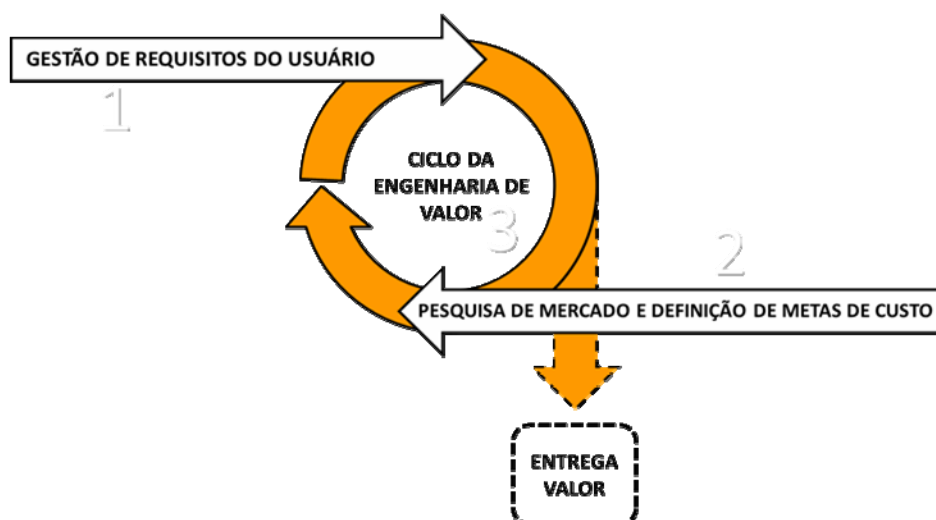 GESTÃO DE REQUISITOS DO USUÁRIO
1
CICLO DA
ENGENHARIA DE
VALOR
3
2
PESQUISA DE MERCADO E DEFINIÇÃO DE METAS DE CUSTO
ENTREGA
VALOR